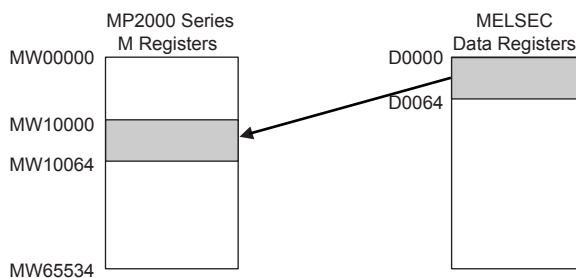 MP2000 Series
M Registers
MELSEC
Data Registers
MW00000
D0000
D0064
MW10000
MW10064
MW65534